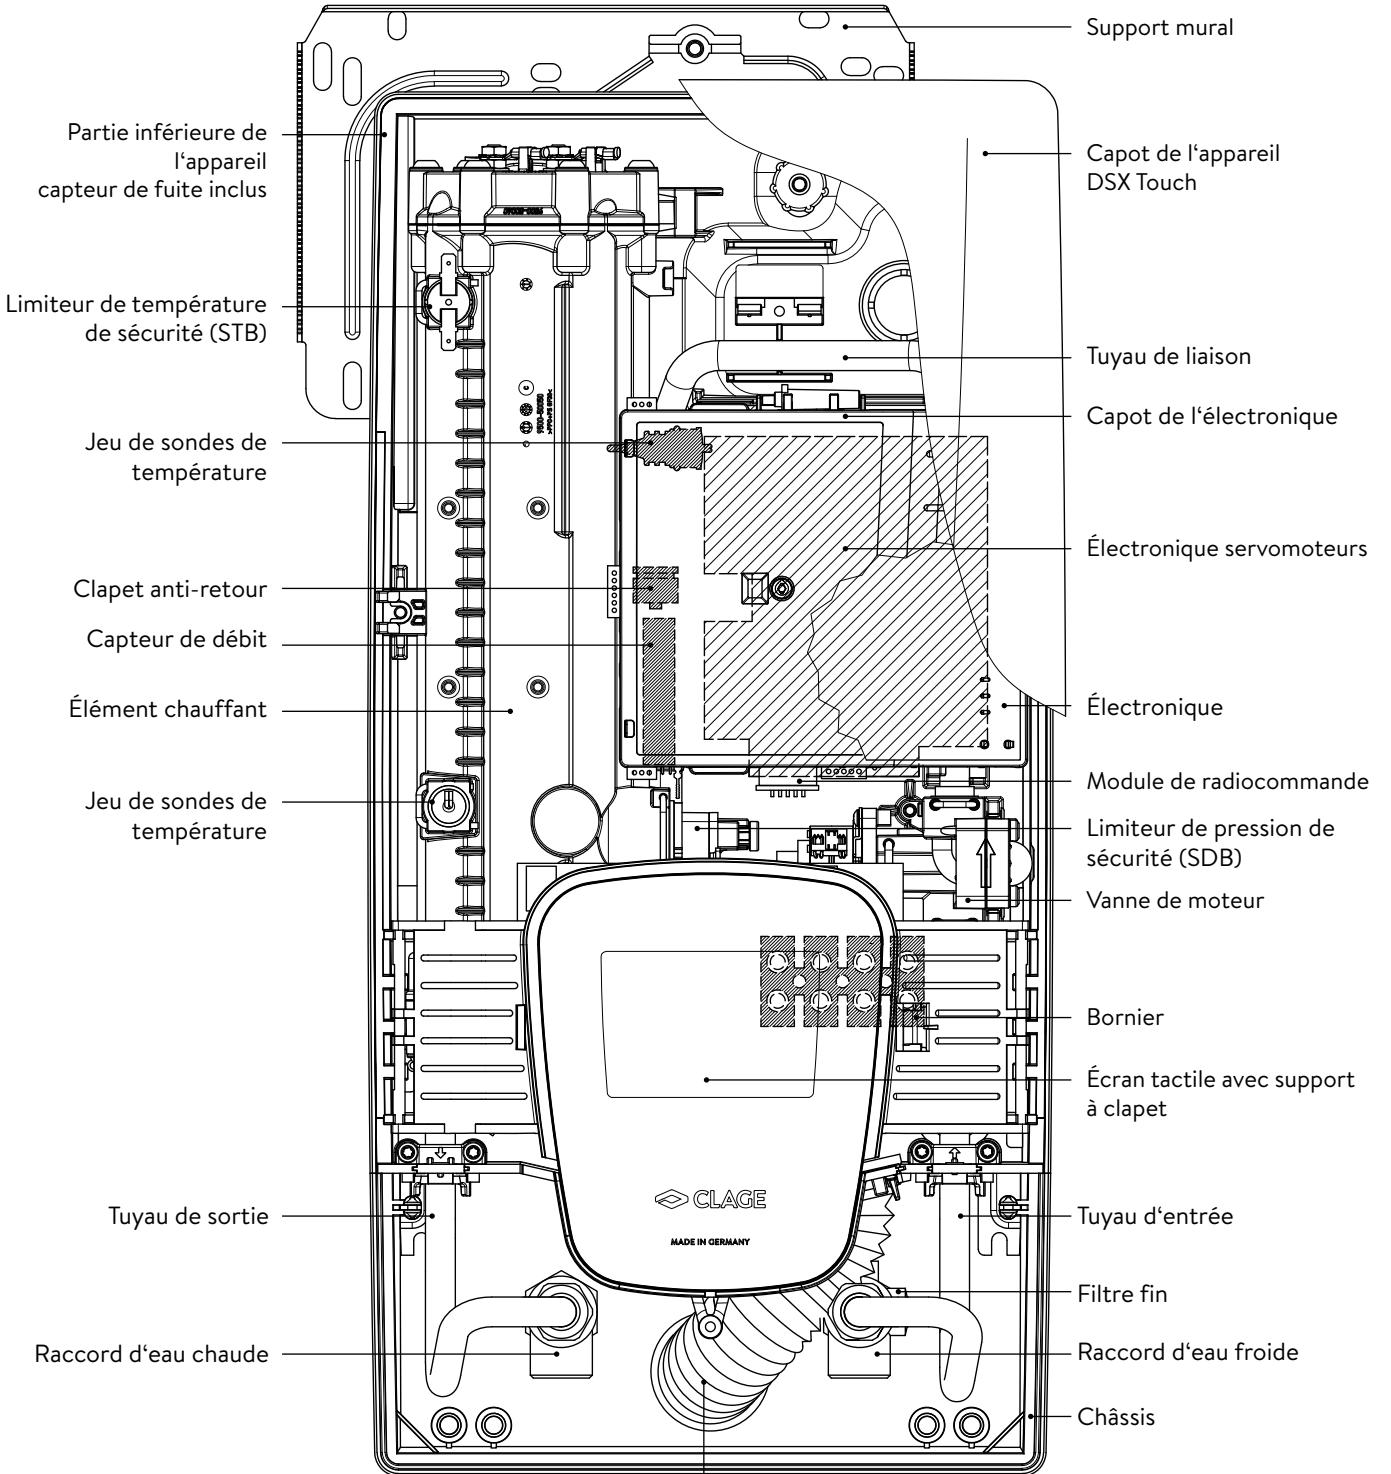 Support mural
Partie inférieure de
l‘appareil
capteur de fuite inclus
Capot de l‘appareil
DSX Touch
Limiteur de température
de sécurité (STB)
Tuyau de liaison
Capot de l‘électronique
Jeu de sondes de
température
Électronique servomoteurs
Clapet anti-retour
Capteur de débit
Élément chauffant
Électronique
Module de radiocommande
Jeu de sondes de
température
Limiteur de pression de
sécurité (SDB)
Vanne de moteur
Bornier
Écran tactile avec support
à clapet
CLAGE
MADE IN GERMANY
Tuyau de sortie
Tuyau d‘entrée
Filtre fin
Raccord d‘eau chaude
Raccord d‘eau froide
Châssis